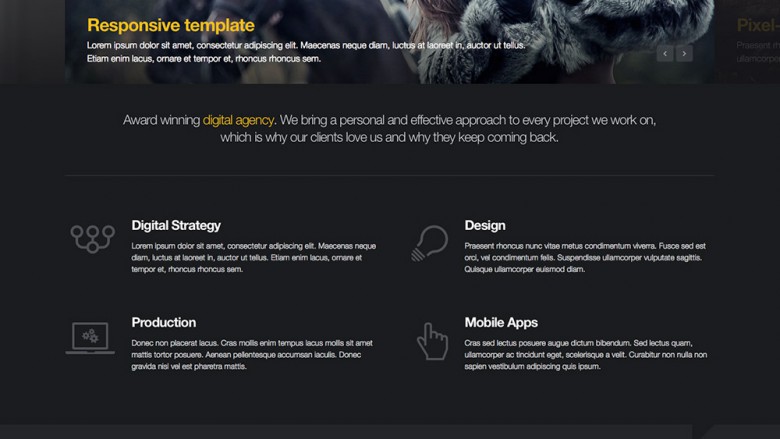 Responsive template
Lorem ipsum dolor sit amet, consectetur adipiscing elit. Maecenas neque diam, luctus at laoreet in, auctor ut tellus.
Etiam enim lacus, ornare et tempor et, rhoncus rhoncus sem.
Pixel-
Praesent
ullamcorper
Award winning digital agency. We bring a personal and effective approach to every project we work on,
which is why our clients love us and why they keep coming back.
Digital Strategy
Lorem ipsum dolor sit amet, consectetur adipiscing elit. Maecenas neque
diam, luctus at laoreet in, auctor ut tellus. Etiam enim lacus, ornare et
tempor et, rhoncus rhoncus sem.
Design
Praesent rhoncus nunc vitae metus condimentum viverra. Fusce sed est
orci, vel condimentum felis. Suspendisse ullamcorper vulputate sagittis.
Quisque ullamcorper euismod diam.
Production
Donec non placerat lacus. Cras mollis enim tempus lacus mollis sit amet
mattis tortor posuere. Aenean pellentesque accumsan iaculis. Donec
gravida nisl vel est pharetra mattis.
Mobile Apps
Cras sed lectus posuere augue dictum bibendum. Sed lectus quam,
ullamcorper ac tincidunt eget, scelerisque a velit. Curabitur non nulla non
sapien vestibulum adipiscing quis ipsum.